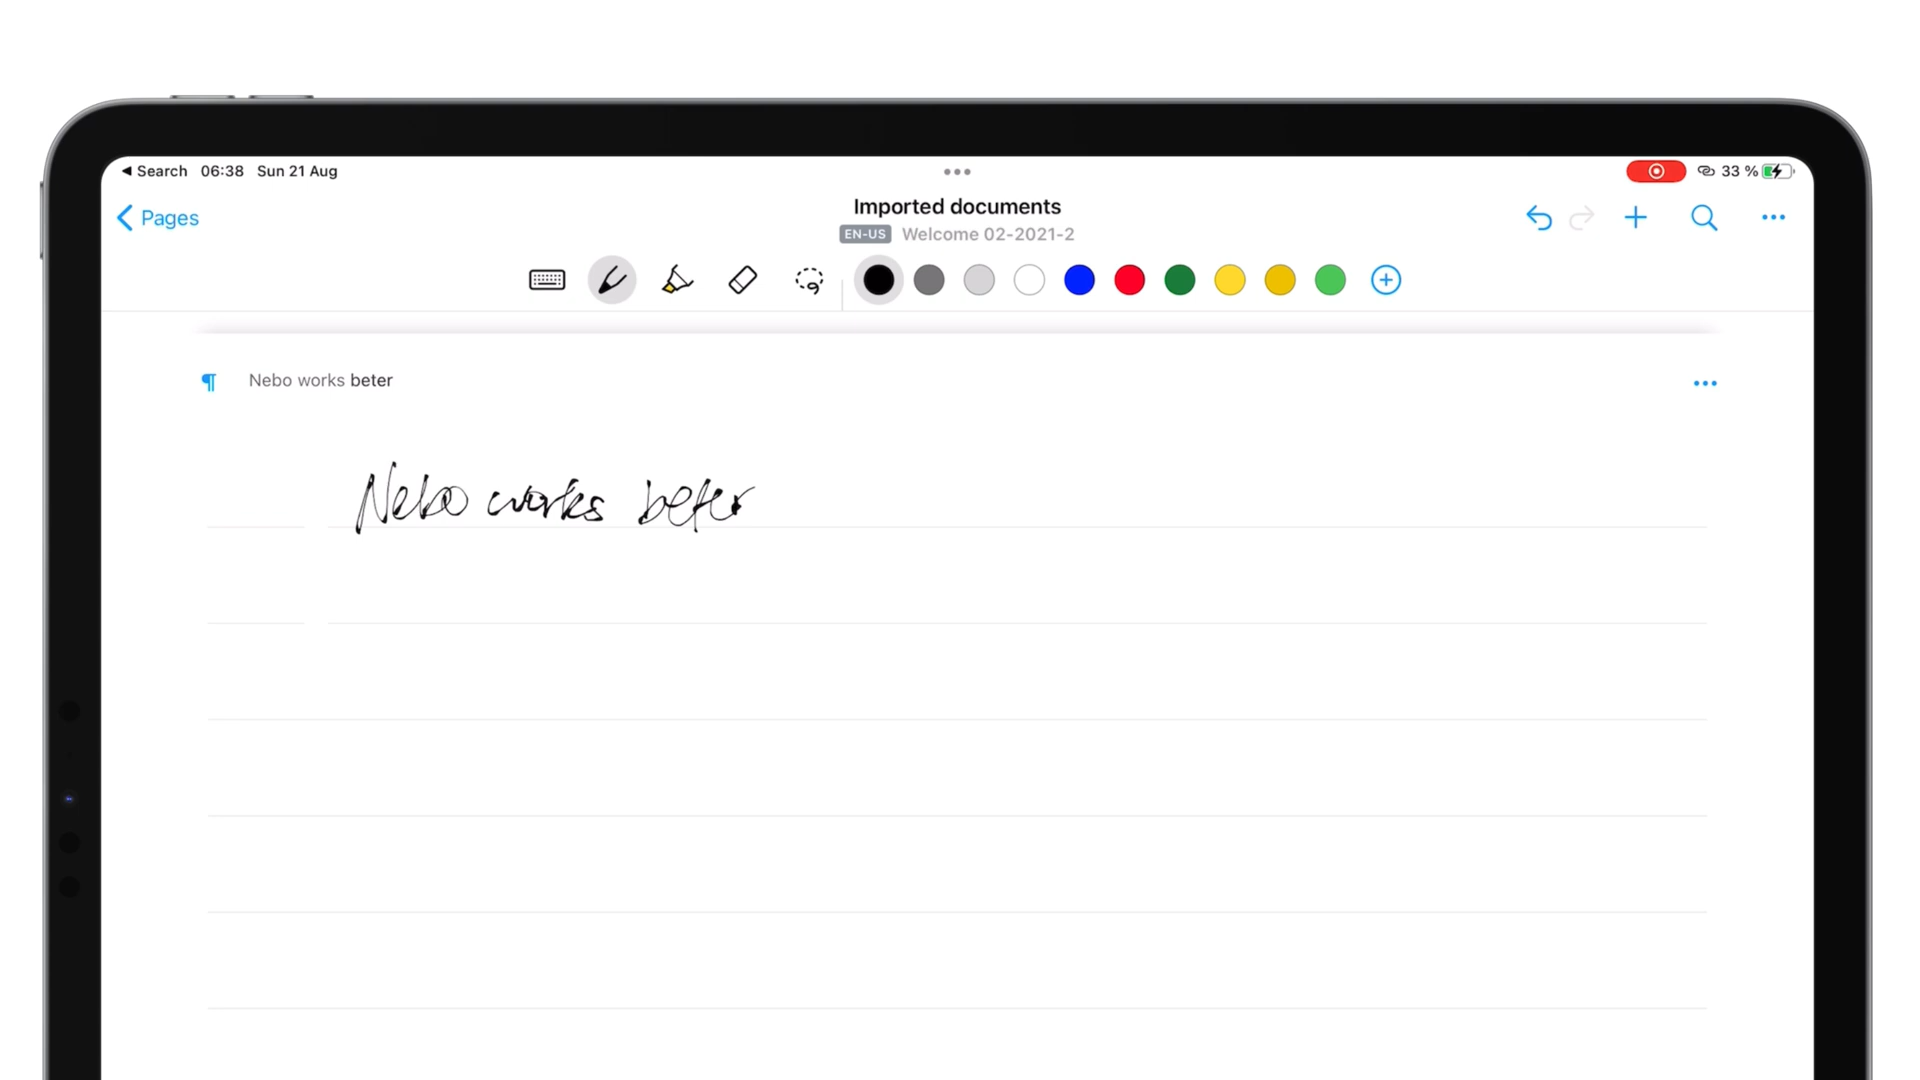 ◀ Search 06:38 Sun 21 Aug 33 %
Pages
Imported documents
EN-US Welcome 02-2021-2
¶ Nebo works beter
Nebo works beter